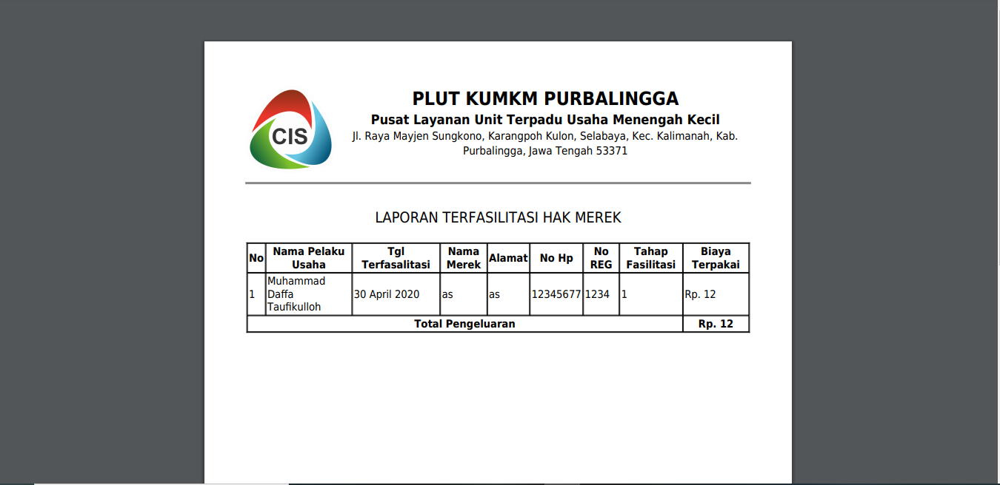 CIS
PLUT KUMKM PURBALINGGA
Pusat Layanan Unit Terpadu Usaha Menengah Kecil
Jl. Raya Mayjen Sungkono, Karangpoh Kulon, Selabaya, Kec. Kalimanah, Kab.
Purbalingga, Jawa Tengah 53371
LAPORAN TERFASILITASI HAK MEREK
No Nama Pelaku Usaha Tgl Terfasalitasi Nama Merek Alamat No Hp No REG Tahap Fasilitasi Biaya Terpakai
1 Muhammad Daffa Taufikulloh 30 April 2020 as as 12345677 1234 1 Rp. 12
Total Pengeluaran Rp. 12